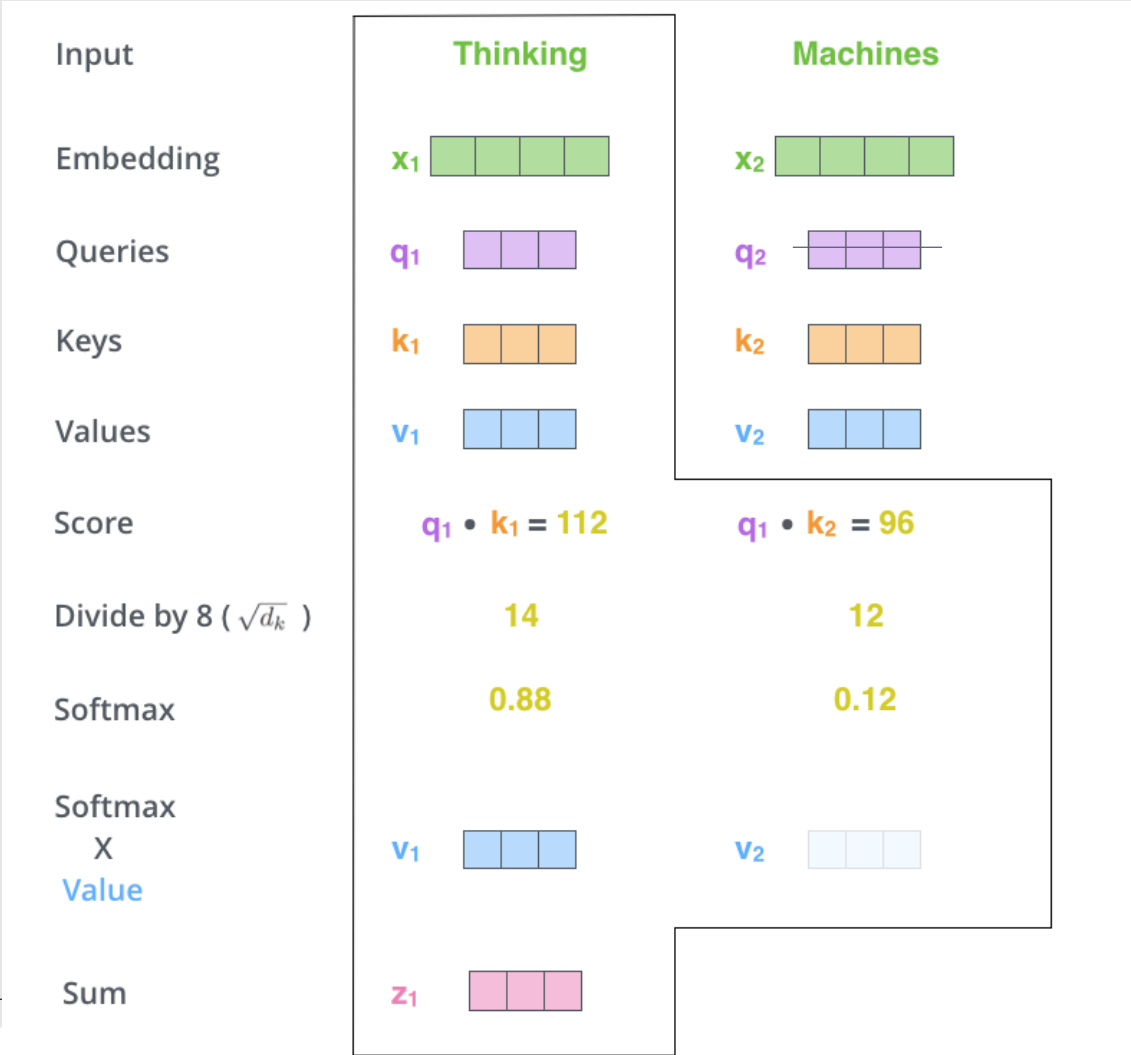 Input Thinking Machines
Embedding x₁ x₂
Queries q₁ q₂
Keys k₁ k₂
Values v₁ v₂
Score q₁ • k₁ = 112 q₁ • k₂ = 96
Divide by 8 ( √dₖ ) 14 12
Softmax 0.88 0.12
Softmax
X v₁ v₂
Value
Sum z₁